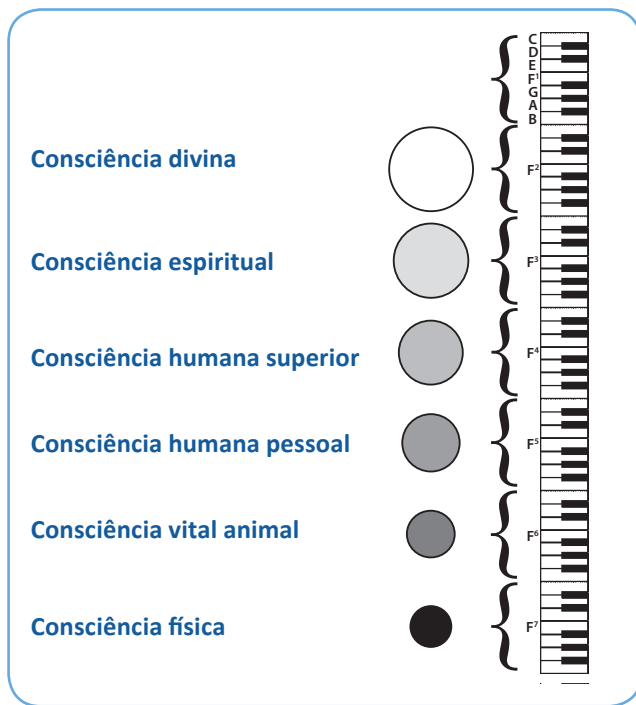 C
D
E
F¹
G
A
B
Consciência divina
F²
Consciência espiritual
F³
Consciência humana superior
F⁴
Consciência humana pessoal
F⁵
Consciência vital animal
F⁶
Consciência física
F⁷